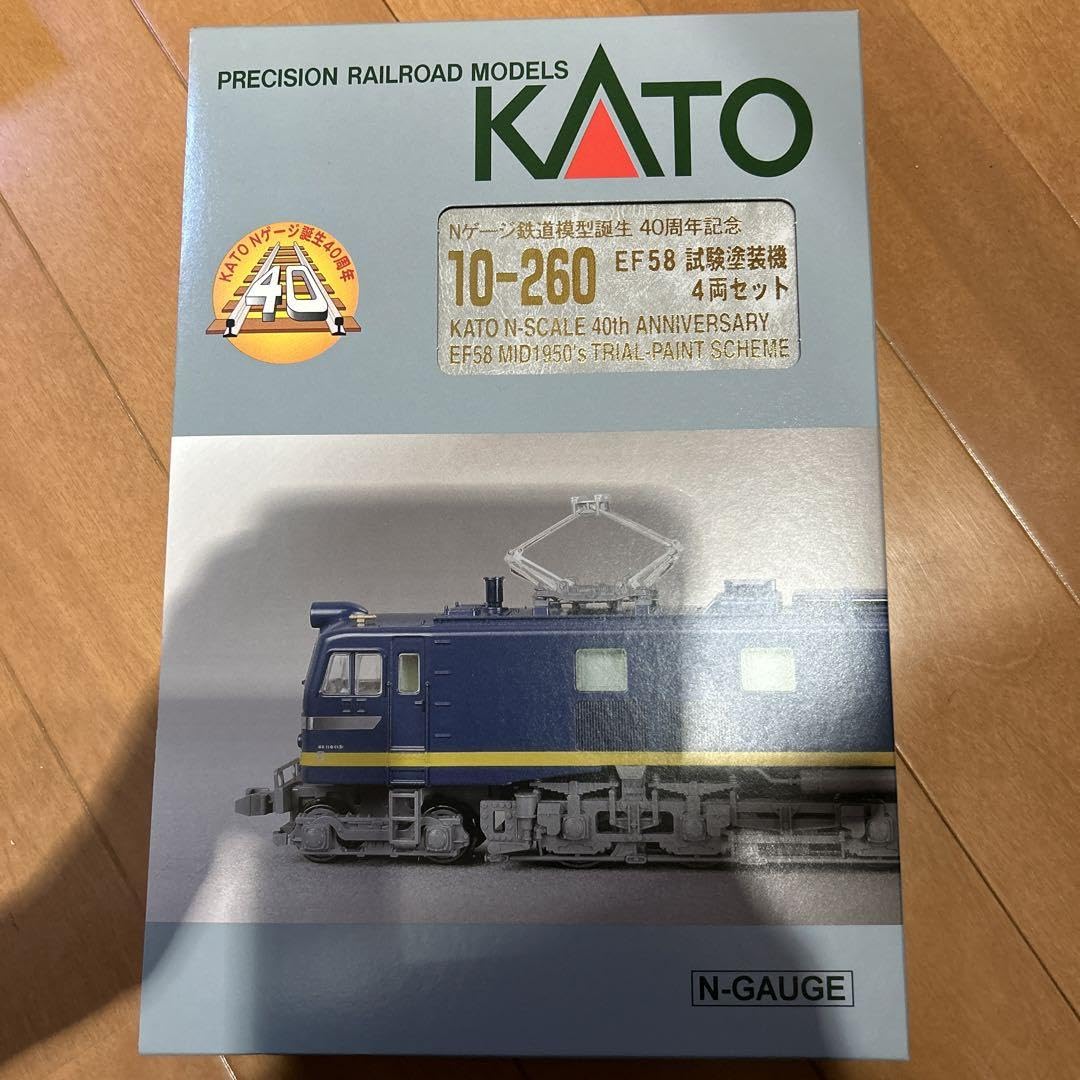 PRECISION RAILROAD MODELS
KATO
KATO Nゲージ誕生40周年
40
Nゲージ鉄道模型誕生 40周年記念
10-260 EF58 試験塗装機
4両セット
KATO N-SCALE 40th ANNIVERSARY
EF58 MID1950's TRIAL-PAINT SCHEME
N-GAUGE